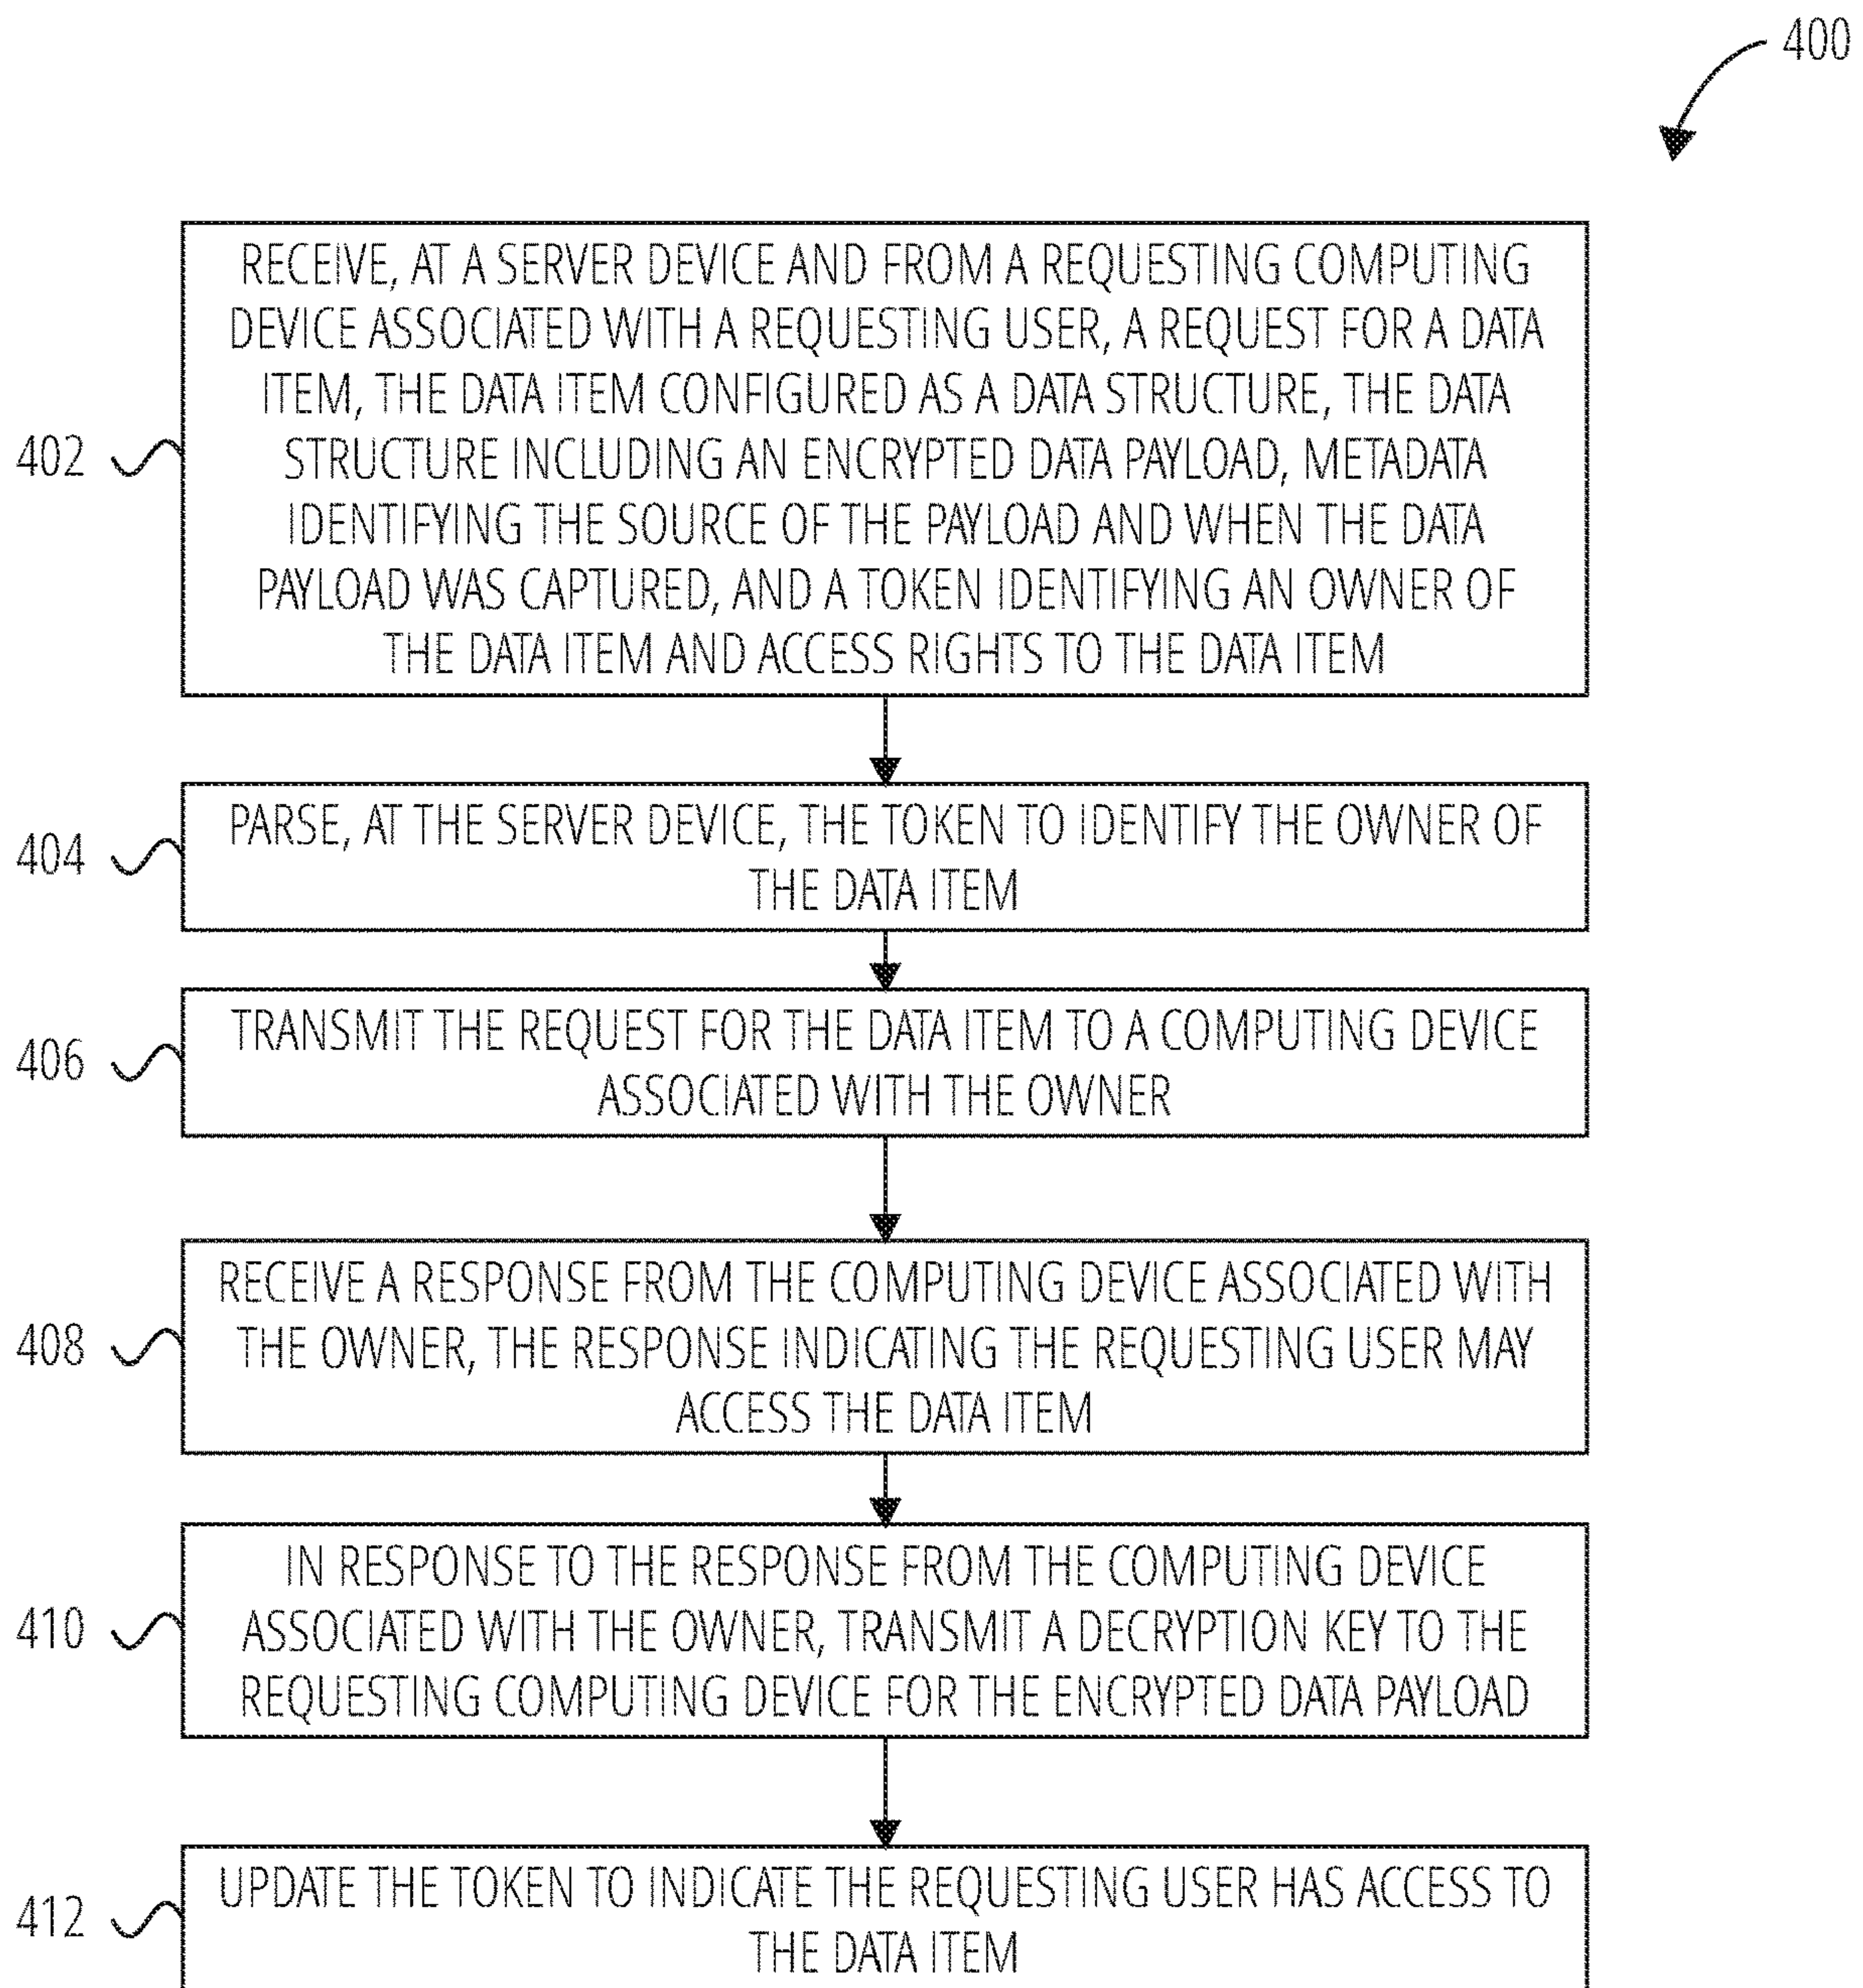 400
RECEIVE, AT A SERVER DEVICE AND FROM A REQUESTING COMPUTING
DEVICE ASSOCIATED WITH A REQUESTING USER, A REQUEST FOR A DATA
ITEM, THE DATA ITEM CONFIGURED AS A DATA STRUCTURE, THE DATA
STRUCTURE INCLUDING AN ENCRYPTED DATA PAYLOAD, METADATA
IDENTIFYING THE SOURCE OF THE PAYLOAD AND WHEN THE DATA
PAYLOAD WAS CAPTURED, AND A TOKEN IDENTIFYING AN OWNER OF
THE DATA ITEM AND ACCESS RIGHTS TO THE DATA ITEM
402
PARSE, AT THE SERVER DEVICE, THE TOKEN TO IDENTIFY THE OWNER OF
THE DATA ITEM
404
TRANSMIT THE REQUEST FOR THE DATA ITEM TO A COMPUTING DEVICE
ASSOCIATED WITH THE OWNER
406
RECEIVE A RESPONSE FROM THE COMPUTING DEVICE ASSOCIATED WITH
THE OWNER, THE RESPONSE INDICATING THE REQUESTING USER MAY
ACCESS THE DATA ITEM
408
IN RESPONSE TO THE RESPONSE FROM THE COMPUTING DEVICE
ASSOCIATED WITH THE OWNER, TRANSMIT A DECRYPTION KEY TO THE
REQUESTING COMPUTING DEVICE FOR THE ENCRYPTED DATA PAYLOAD
410
UPDATE THE TOKEN TO INDICATE THE REQUESTING USER HAS ACCESS TO
THE DATA ITEM
412